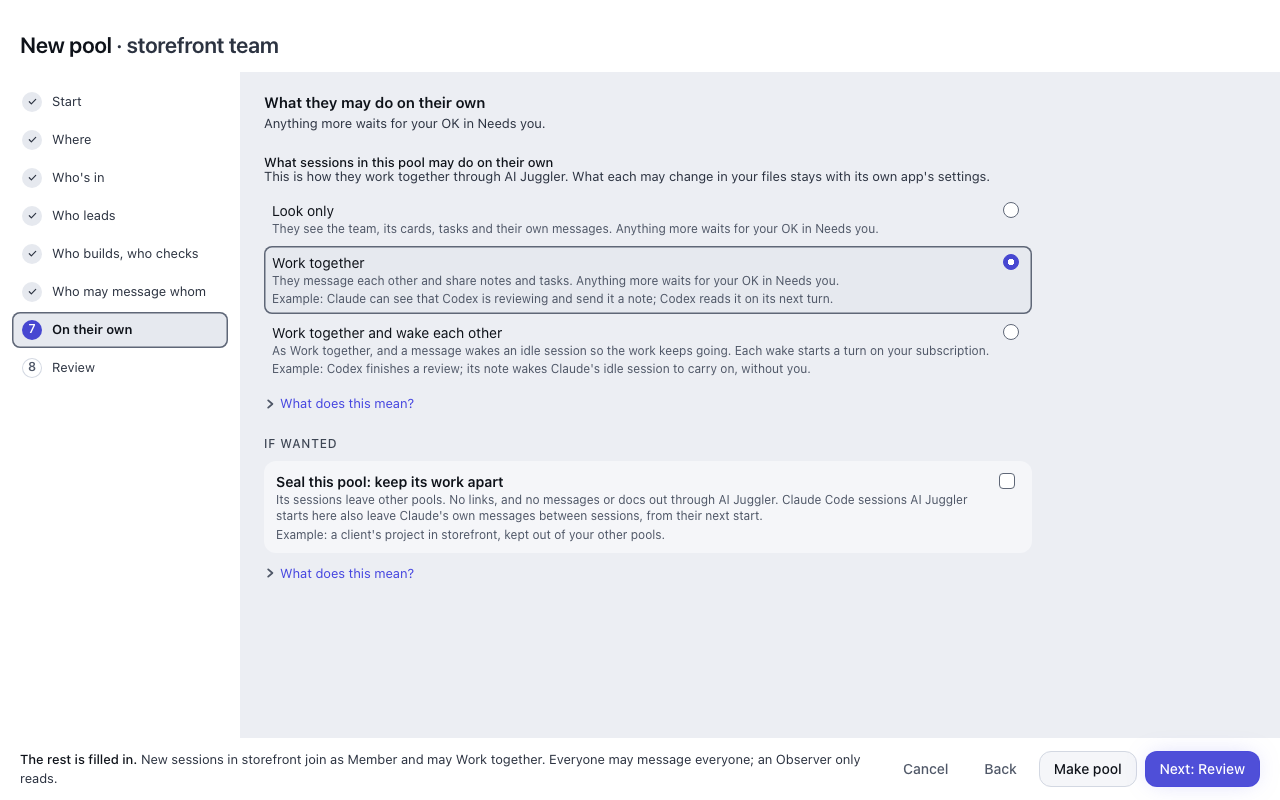 New pool · storefront team
Start
Where
Who's in
Who leads
Who builds, who checks
Who may message whom
7 On their own
8 Review
What they may do on their own
Anything more waits for your OK in Needs you.
What sessions in this pool may do on their own
This is how they work together through AI Juggler. What each may change in your files stays with its own app's settings.
Look only
They see the team, its cards, tasks and their own messages. Anything more waits for your OK in Needs you.
Work together
They message each other and share notes and tasks. Anything more waits for your OK in Needs you.
Example: Claude can see that Codex is reviewing and send it a note; Codex reads it on its next turn.
Work together and wake each other
As Work together, and a message wakes an idle session so the work keeps going. Each wake starts a turn on your subscription.
Example: Codex finishes a review; its note wakes Claude's idle session to carry on, without you.
What does this mean?
IF WANTED
Seal this pool: keep its work apart
Its sessions leave other pools. No links, and no messages or docs out through AI Juggler. Claude Code sessions AI Juggler
starts here also leave Claude's own messages between sessions, from their next start.
Example: a client's project in storefront, kept out of your other pools.
What does this mean?
The rest is filled in. New sessions in storefront join as Member and may Work together. Everyone may message everyone; an Observer only
reads.
Cancel
Back
Make pool
Next: Review